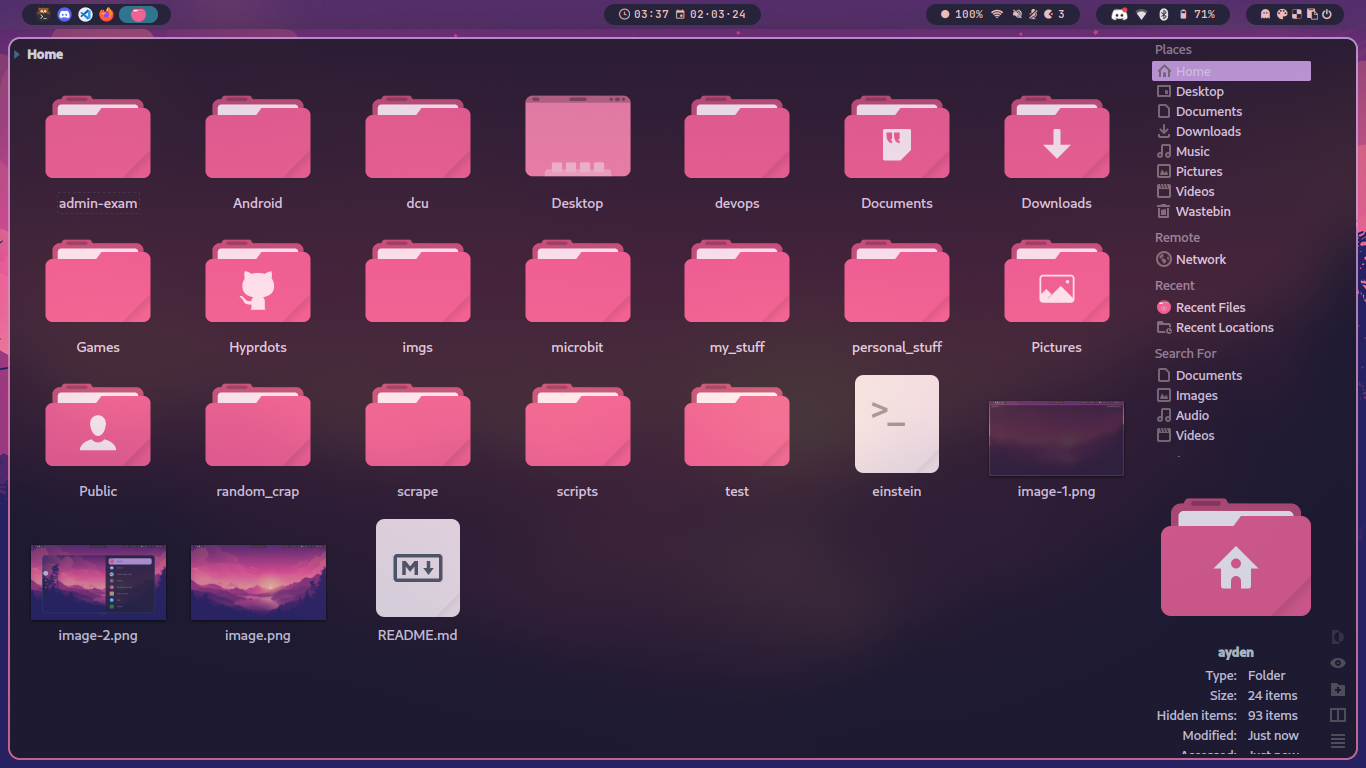 03:37 02-03-24
100% 3
71%
Home
admin-exam Android dcu Desktop devops Documents Downloads
Games Hyprdots imgs microbit my_stuff personal_stuff Pictures
>_
Public random_crap scrape scripts test einstein image-1.png
M
image-2.png image.png README.md
Places
Home
Desktop
Documents
Downloads
Music
Pictures
Videos
Wastebin
Remote
Network
Recent
Recent Files
Recent Locations
Search For
Documents
Images
Audio
Videos
ayden
Type: Folder
Size: 24 items
Hidden items: 93 items
Modified: Just now